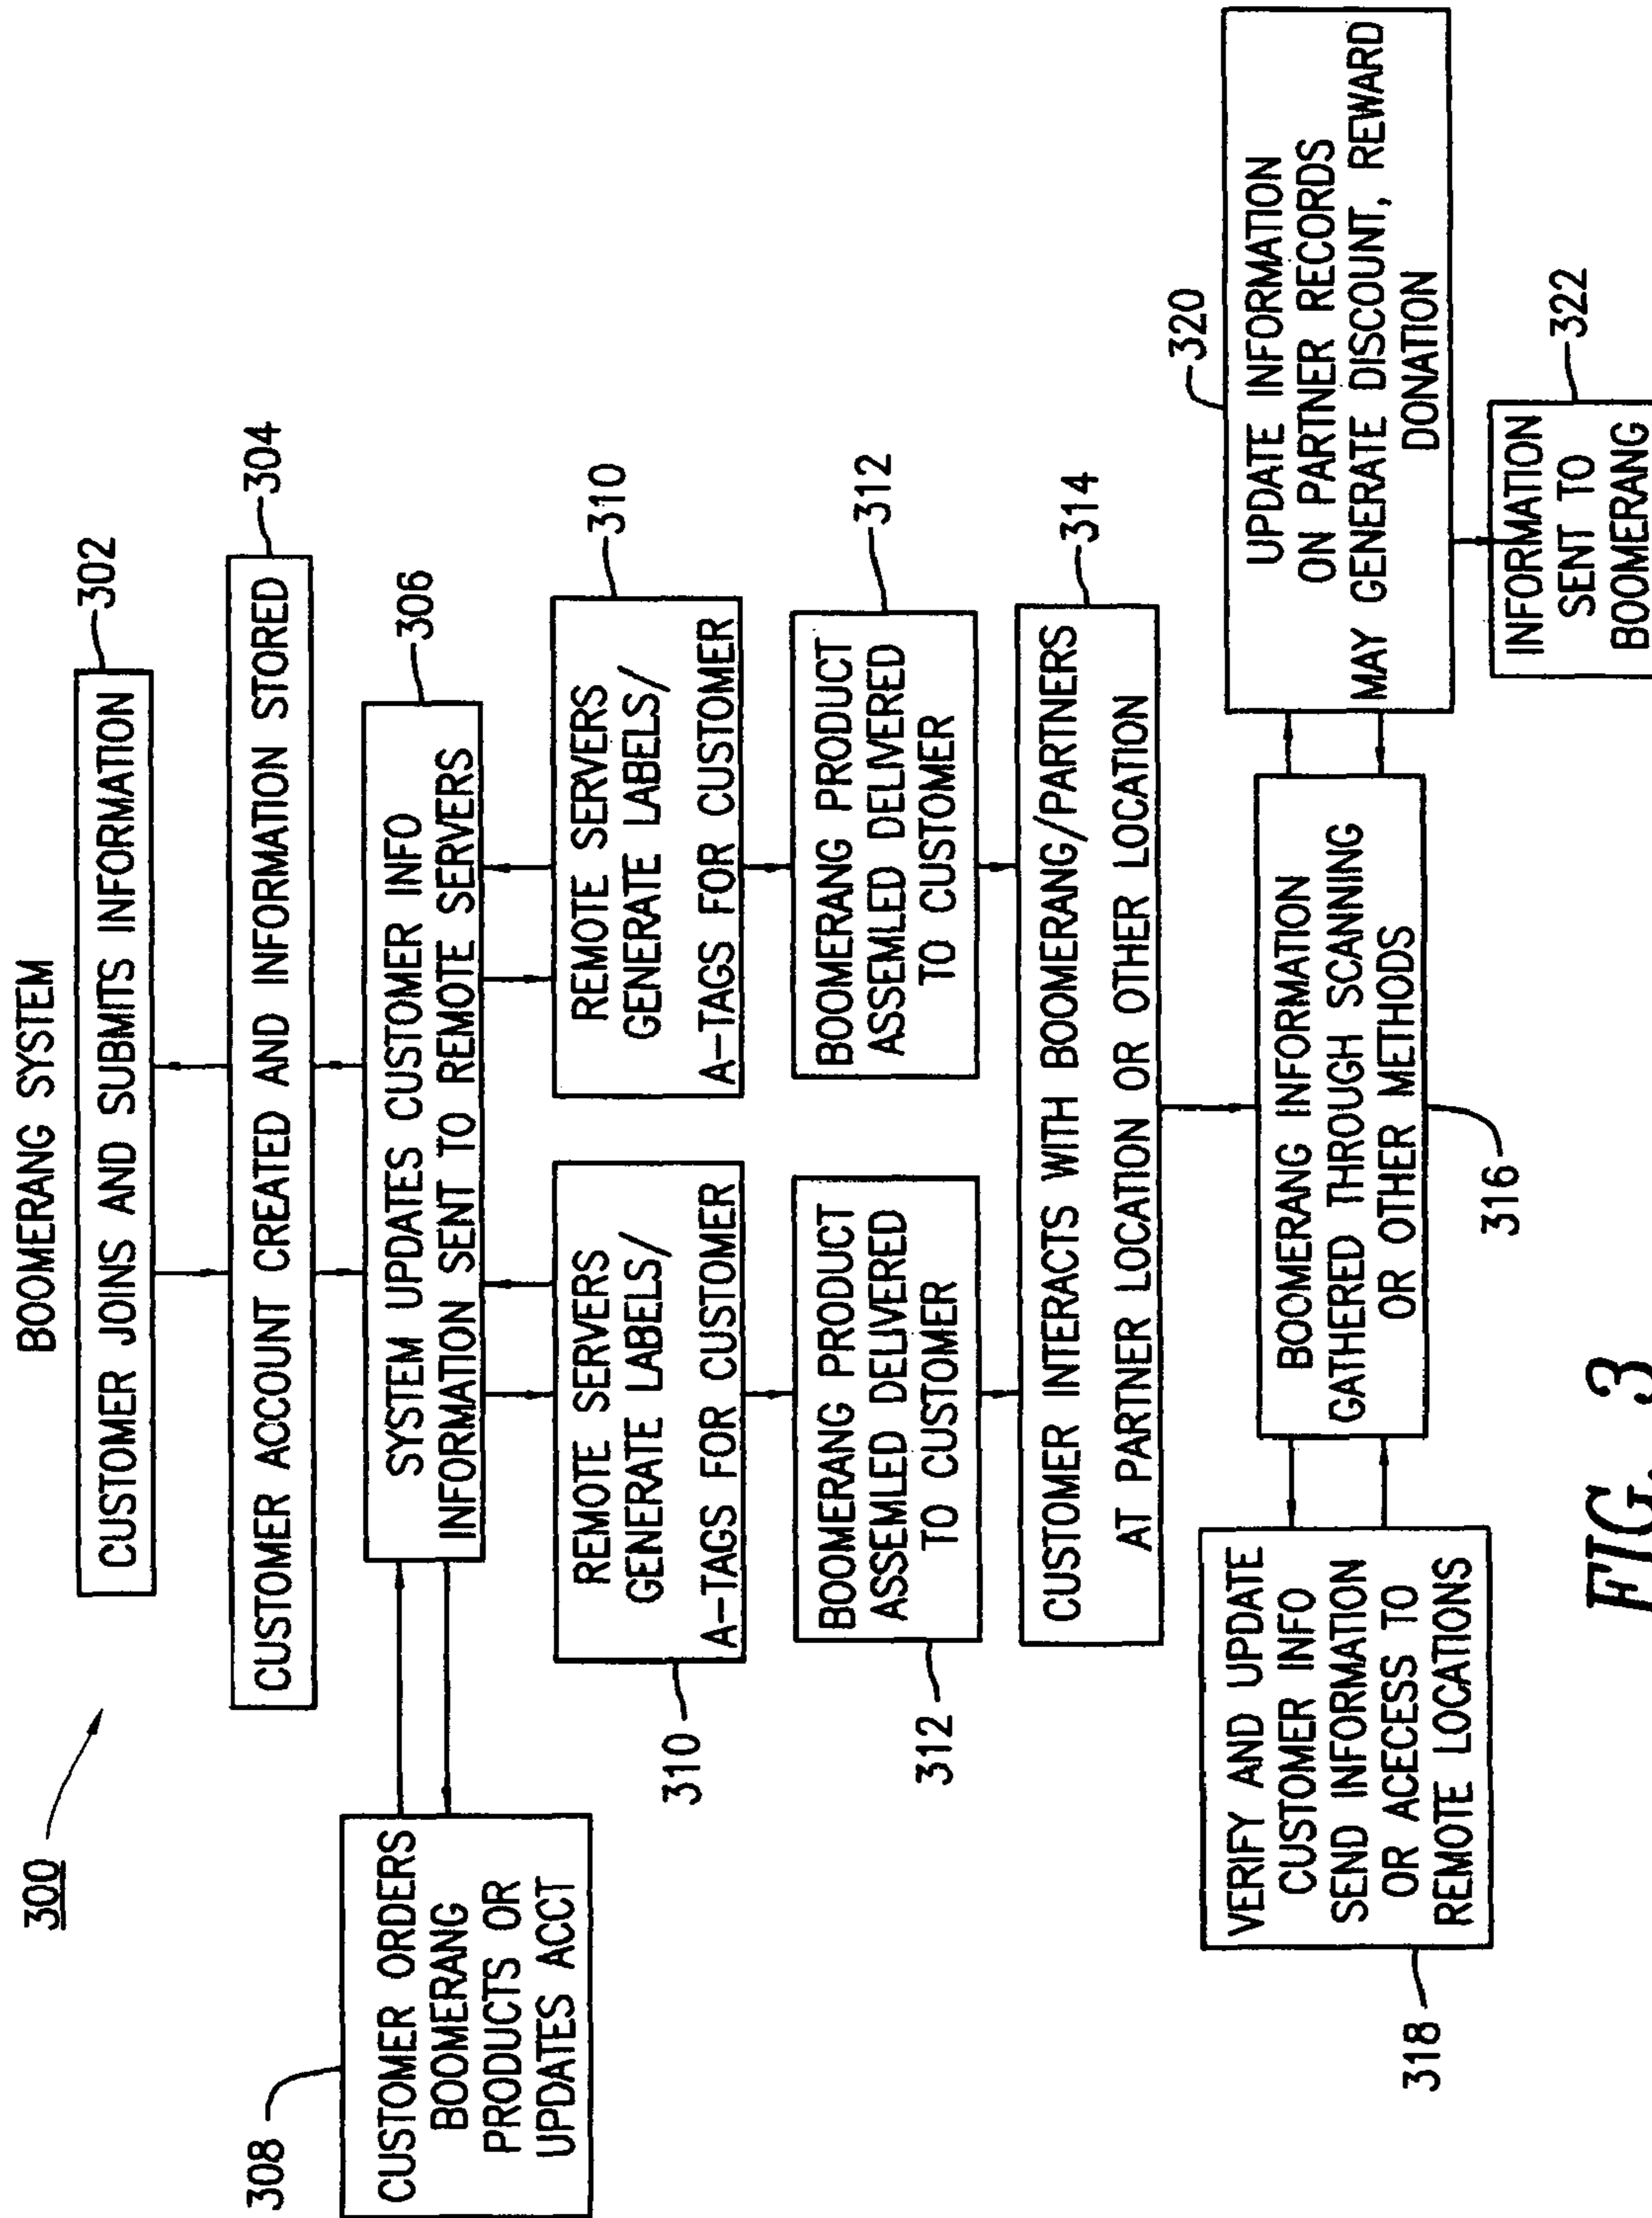 BOOMERANG SYSTEM
300
CUSTOMER JOINS AND SUBMITS INFORMATION
302
CUSTOMER ACCOUNT CREATED AND INFORMATION STORED
304
308
CUSTOMER ORDERS
BOOMERANG
PRODUCTS OR
UPDATES ACCT
SYSTEM UPDATES CUSTOMER INFO
INFORMATION SENT TO REMOTE SERVERS
306
310
REMOTE SERVERS
GENERATE LABELS/
A-TAGS FOR CUSTOMER
REMOTE SERVERS
GENERATE LABELS/
A-TAGS FOR CUSTOMER
310
312
BOOMERANG PRODUCT
ASSEMLED DELIVERED
TO CUSTOMER
BOOMERANG PRODUCT
ASSEMLED DELIVERED
TO CUSTOMER
312
CUSTOMER INTERACTS WITH BOOMERANG/PARTNERS
AT PARTNER LOCATION OR OTHER LOCATION
314
318
VERIFY AND UPDATE
CUSTOMER INFO
SEND INFORMATION
OR ACECESS TO
REMOTE LOCATIONS
BOOMERANG INFORMATION
GATHERED THROUGH SCANNING
OR OTHER METHODS
316
320
UPDATE INFORMATION
ON PARTNER RECORDS
MAY GENERATE DISCOUNT, REWARD
DONATION
INFORMATION
SENT TO
BOOMERANG
322
FIG. 3